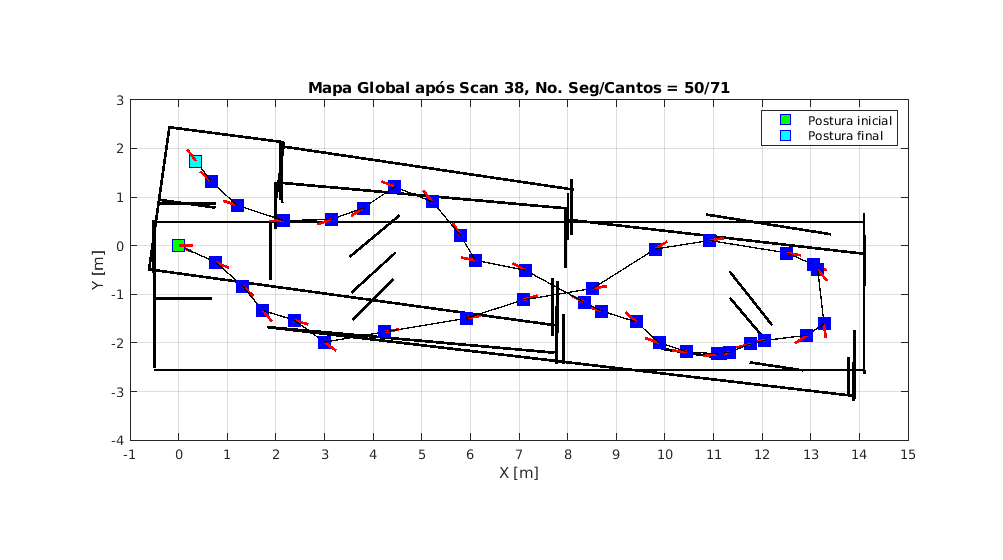 Mapa Global após Scan 38, No. Seg/Cantos = 50/71
Postura inicial
Postura final
3
2
1
0
-1
-2
-3
-4
Y [m]
-1 0 1 2 3 4 5 6 7 8 9 10 11 12 13 14 15
X [m]